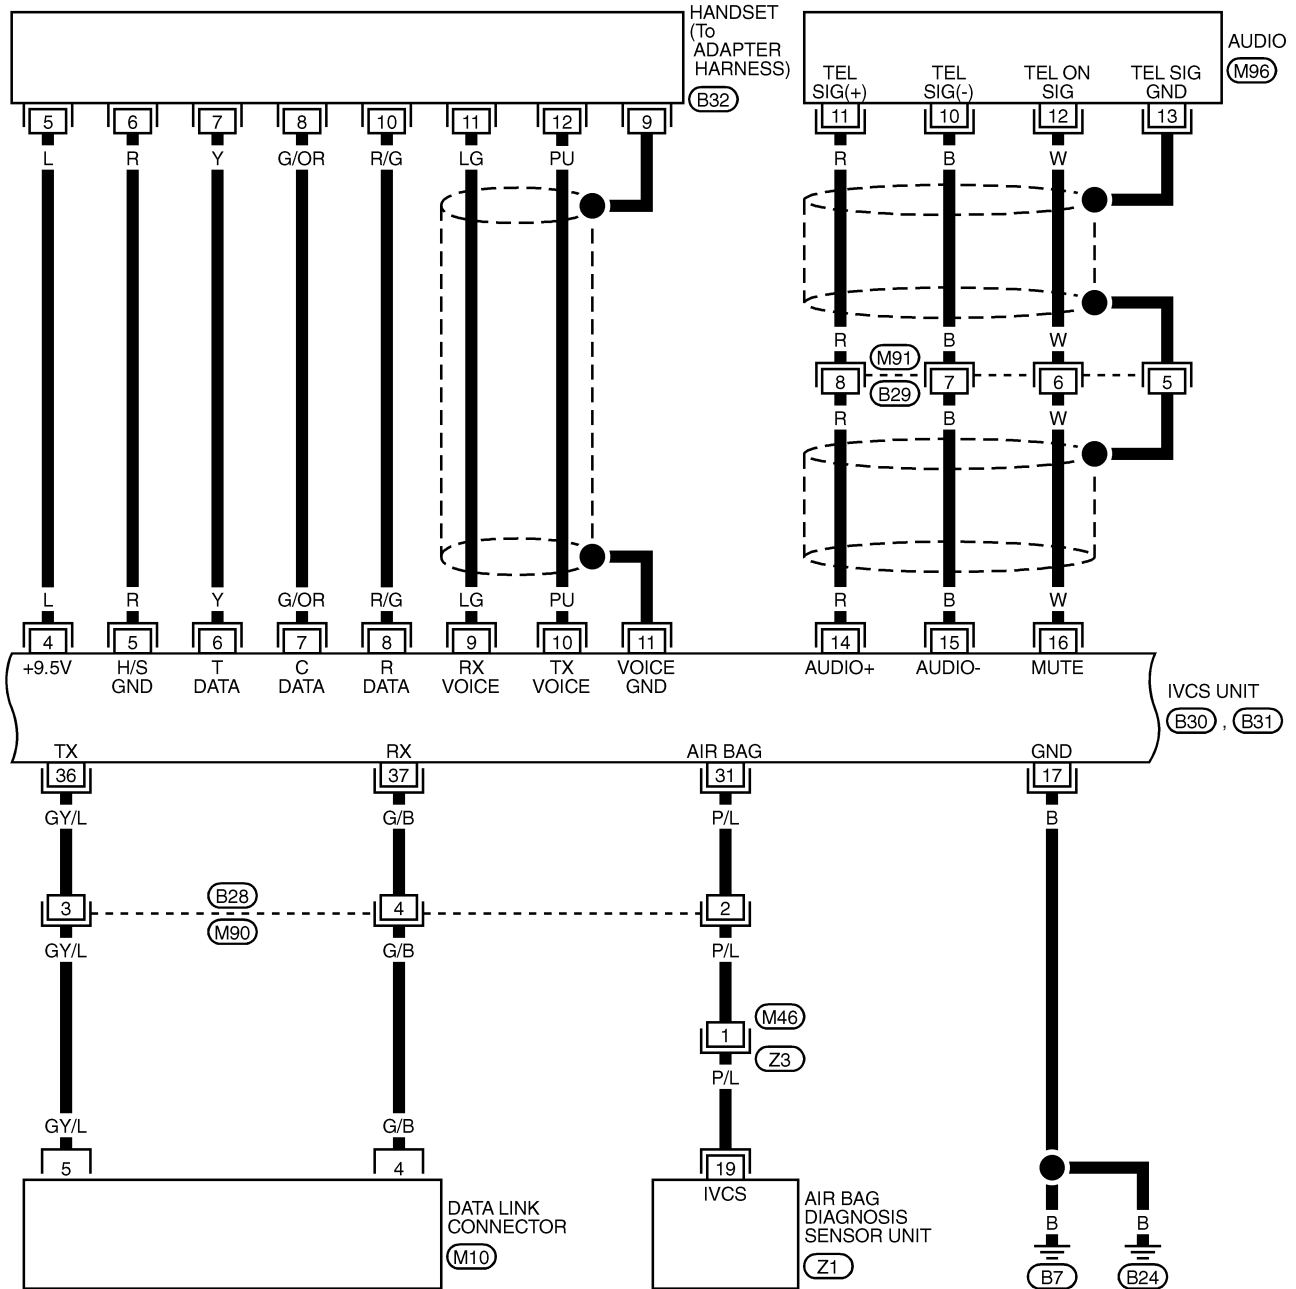 HANDSET
(To
ADAPTER
HARNESS)
B32
AUDIO
M96
TEL
SIG(+)
TEL
SIG(-)
TEL ON
SIG
TEL SIG
GND
5 6 7 8 10 11 12 9
11 10 12 13
L R Y G/OR R/G LG PU
R B W
R B W
M91
8 7 6 5
B29
R B W
L R Y G/OR R/G LG PU
R B W
4 5 6 7 8 9 10 11
14 15 16
+9.5V
H/S
GND
T
DATA
C
DATA
R
DATA
RX
VOICE
TX
VOICE
VOICE
GND
AUDIO+
AUDIO-
MUTE
IVCS UNIT
B30 , B31
TX RX AIR BAG GND
36 37 31 17
GY/L G/B P/L B
B28
3 4 2
M90
GY/L G/B P/L
M46
1
Z3
P/L
GY/L G/B
5 4
19
IVCS
DATA LINK
CONNECTOR
M10
AIR BAG
DIAGNOSIS
SENSOR UNIT
Z1
B B
B7 B24